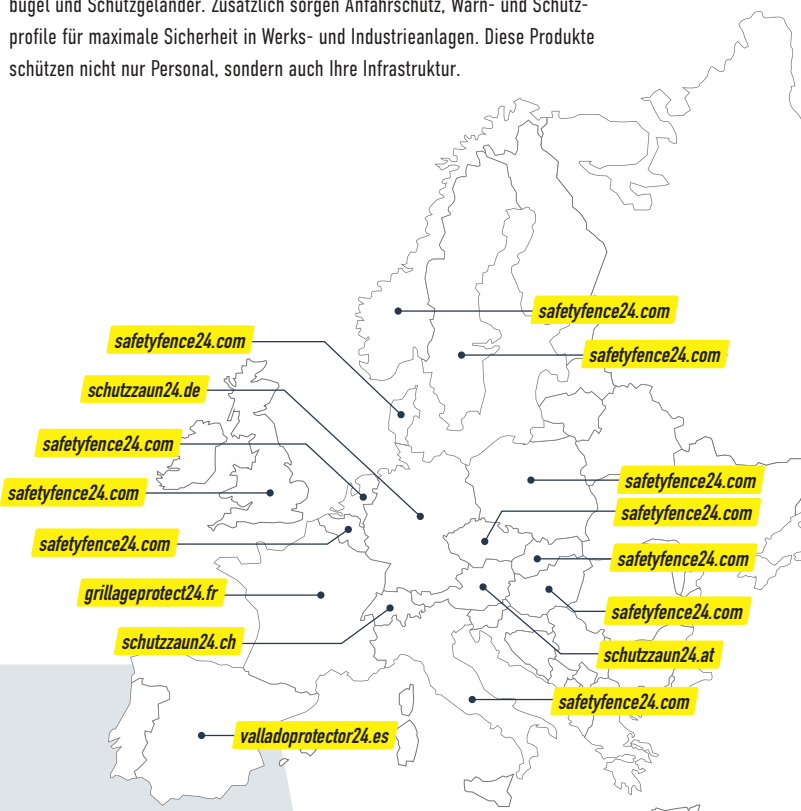 bügel und Schutzgeländer. Zusätzlich sorgen Anfahrschutz, Warn- und Schutz-
profile für maximale Sicherheit in Werks- und Industrieanlagen. Diese Produkte
schützen nicht nur Personal, sondern auch Ihre Infrastruktur.
safetyfence24.com
safetyfence24.com
safetyfence24.com
schutzzaun24.de
safetyfence24.com
safetyfence24.com
safetyfence24.com
safetyfence24.com
safetyfence24.com
safetyfence24.com
grillageprotect24.fr
safetyfence24.com
schutzzaun24.ch
schutzzaun24.at
safetyfence24.com
valladoprotector24.es